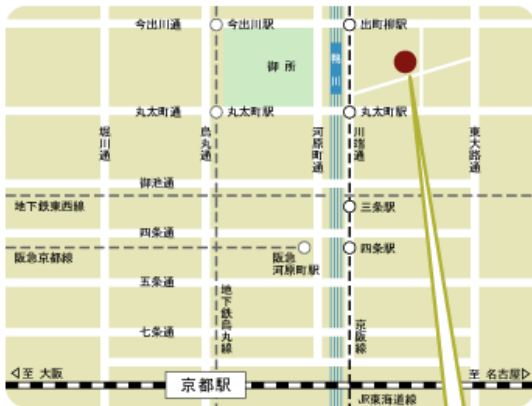 今出川通
今出川駅
出町柳駅
御所
鴨川
丸太町通
丸太町駅
丸太町駅
堀川通
烏丸通
河原町通
川端通
東大路通
御池通
地下鉄東西線
三条駅
四条通
四条駅
阪急京都線
阪急
河原町駅
五条通
地下鉄烏丸線
七条通
京阪線
至 大阪
京都駅
至 名古屋
JR東海道線